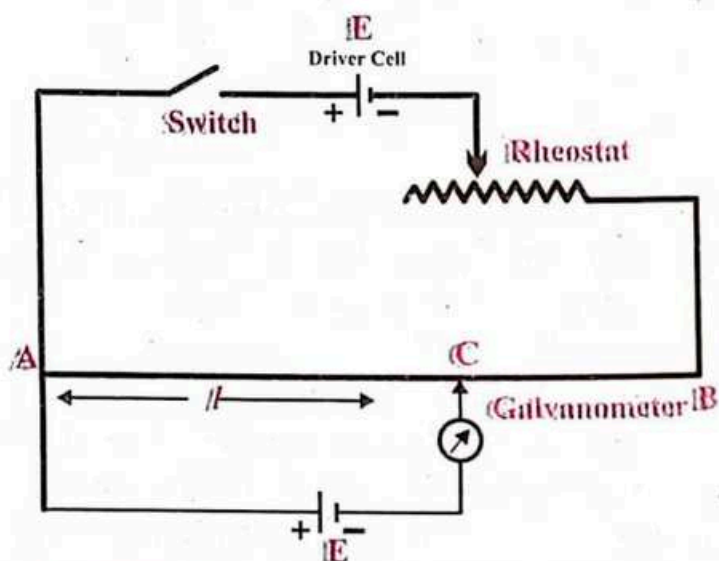 E
Driver Cell
+ −
Switch
Rheostat
A
C
l
Galvanometer B
+ −
E